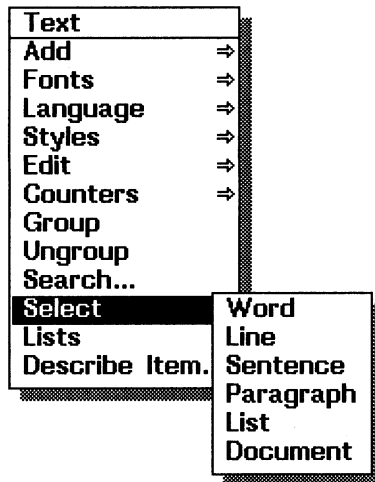 Text
Add ⇒
Fonts ⇒
Language ⇒
Styles ⇒
Edit ⇒
Counters ⇒
Group
Ungroup
Search...
Select
Lists
Describe Item.
Word
Line
Sentence
Paragraph
List
Document